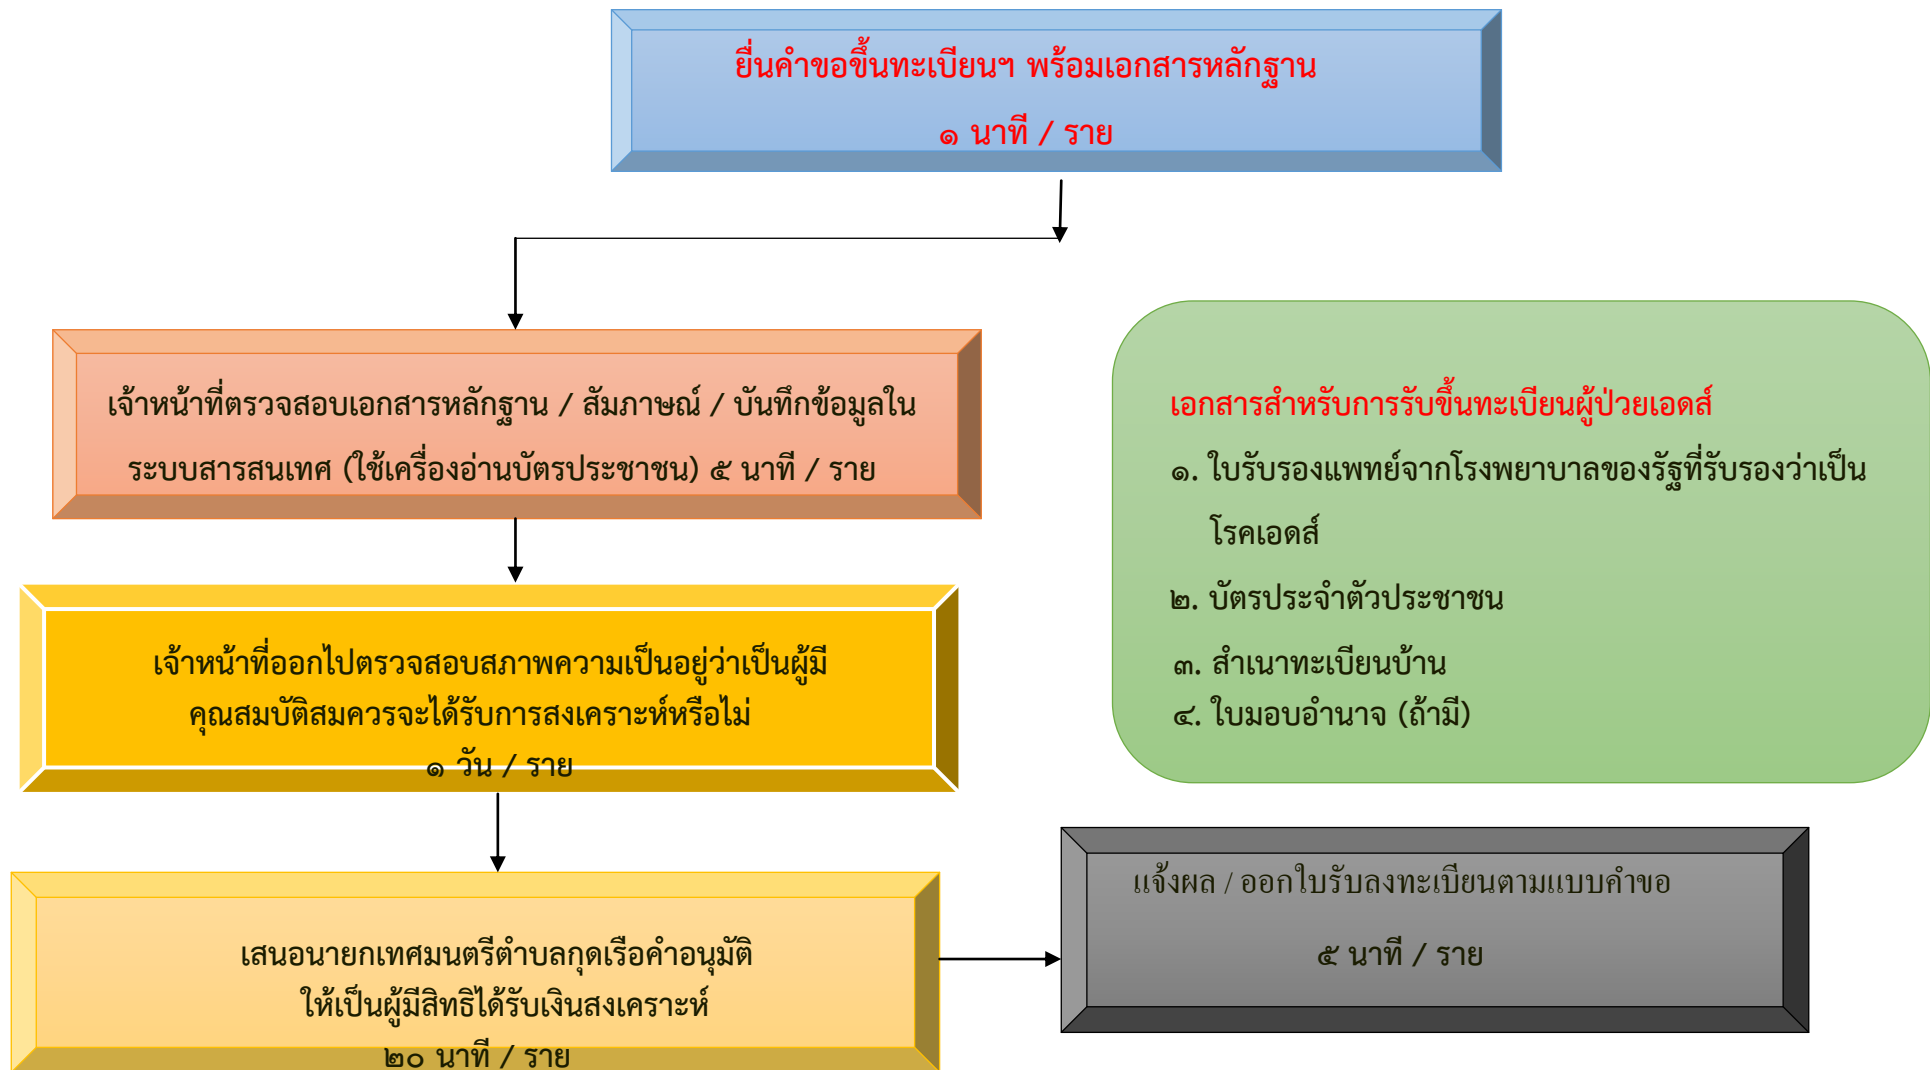 ยื่นคำขอขึ้นทะเบียนฯ พร้อมเอกสารหลักฐาน
๑ นาที / ราย
เจ้าหน้าที่ตรวจสอบเอกสารหลักฐาน / สัมภาษณ์ / บันทึกข้อมูลใน
ระบบสารสนเทศ (ใช้เครื่องอ่านบัตรประชาชน) ๕ นาที / ราย
เจ้าหน้าที่ออกไปตรวจสอบสภาพความเป็นอยู่ว่าเป็นผู้มี
คุณสมบัติสมควรจะได้รับการสงเคราะห์หรือไม่
๑ วัน / ราย
เสนอนายกเทศมนตรีตำบลกุดเรือคำอนุมัติ
ให้เป็นผู้มีสิทธิได้รับเงินสงเคราะห์
๒๐ นาที / ราย
เอกสารสำหรับการรับขึ้นทะเบียนผู้ป่วยเอดส์
๑. ใบรับรองแพทย์จากโรงพยาบาลของรัฐที่รับรองว่าเป็น
โรคเอดส์
๒. บัตรประจำตัวประชาชน
๓. สำเนาทะเบียนบ้าน
๔. ใบมอบอำนาจ (ถ้ามี)
แจ้งผล / ออกใบรับลงทะเบียนตามแบบคำขอ
๕ นาที / ราย